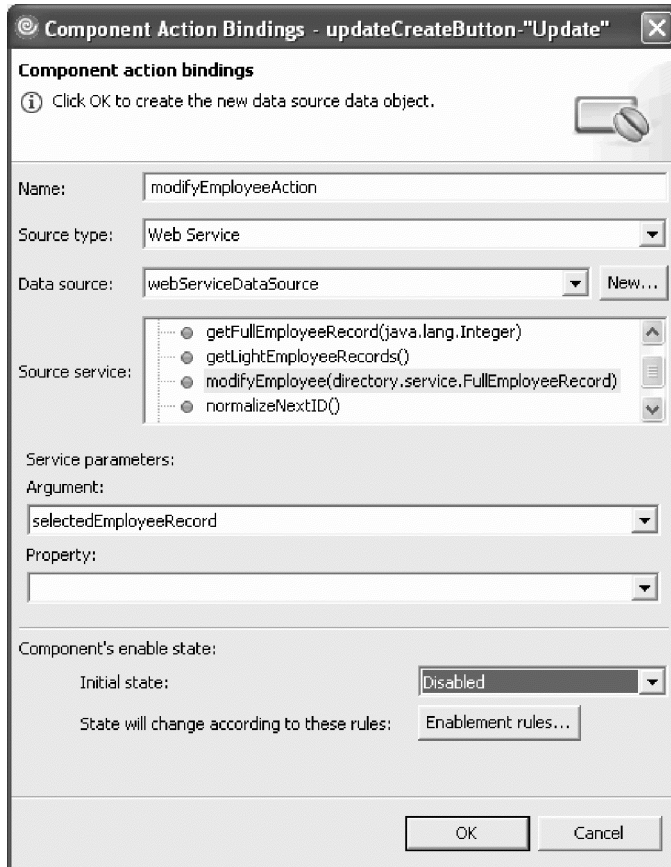 Component Action Bindings - updateCreateButton-"Update"
Component action bindings
Click OK to create the new data source data object.
Name: modifyEmployeeAction
Source type: Web Service
Data source: webServiceDataSource New...
getFullEmployeeRecord(java.lang.Integer)
getLightEmployeeRecords()
Source service: modifyEmployee(directory.service.FullEmployeeRecord)
normalizeNextID()
Service parameters:
Argument:
selectedEmployeeRecord
Property:
Component's enable state:
Initial state: Disabled
State will change according to these rules: Enablement rules...
OK Cancel